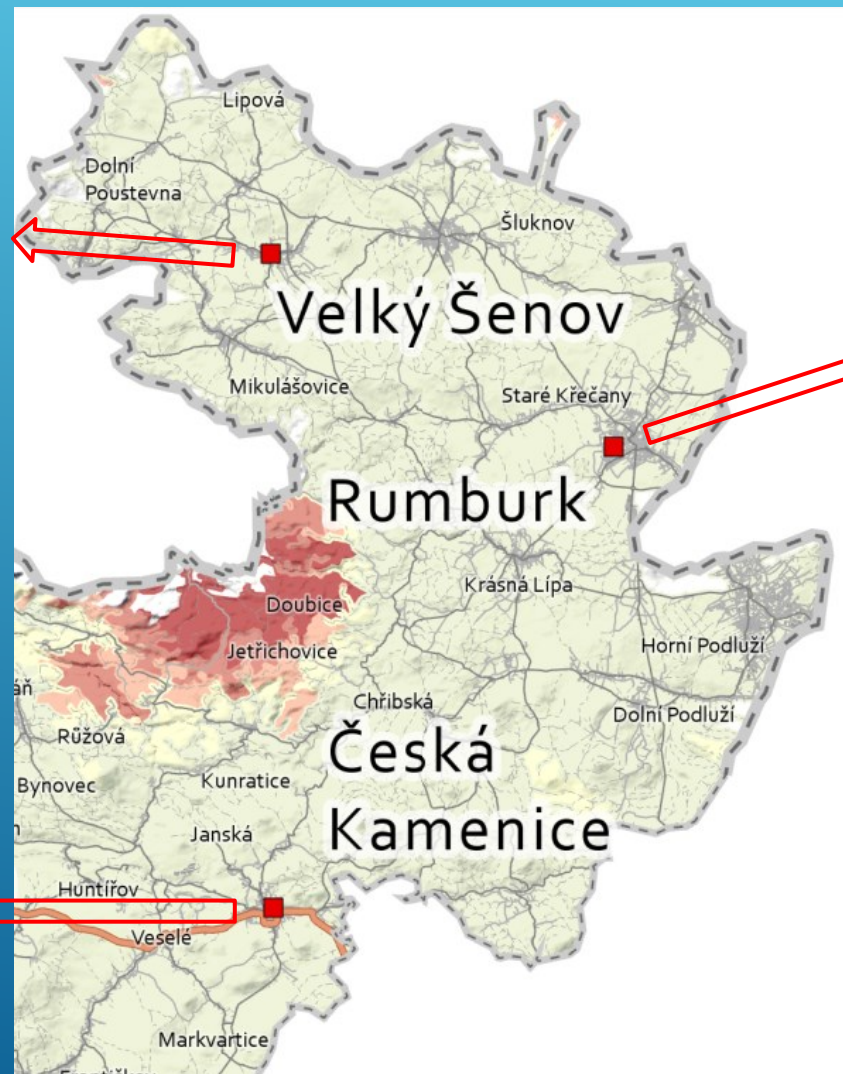 Lipová
Dolní
Poustevna
Šluknov
Velký Šenov
Mikulášovice
Staré Křečany
Rumburk
Krásná Lípa
Doubice
Horní Podluží
Jetřichovice
Chřibská
Dolní Podluží
Růžová
Česká
Bynovec
Kunratice
Janská
Kamenice
Huntířov
Veselé
Markvartice